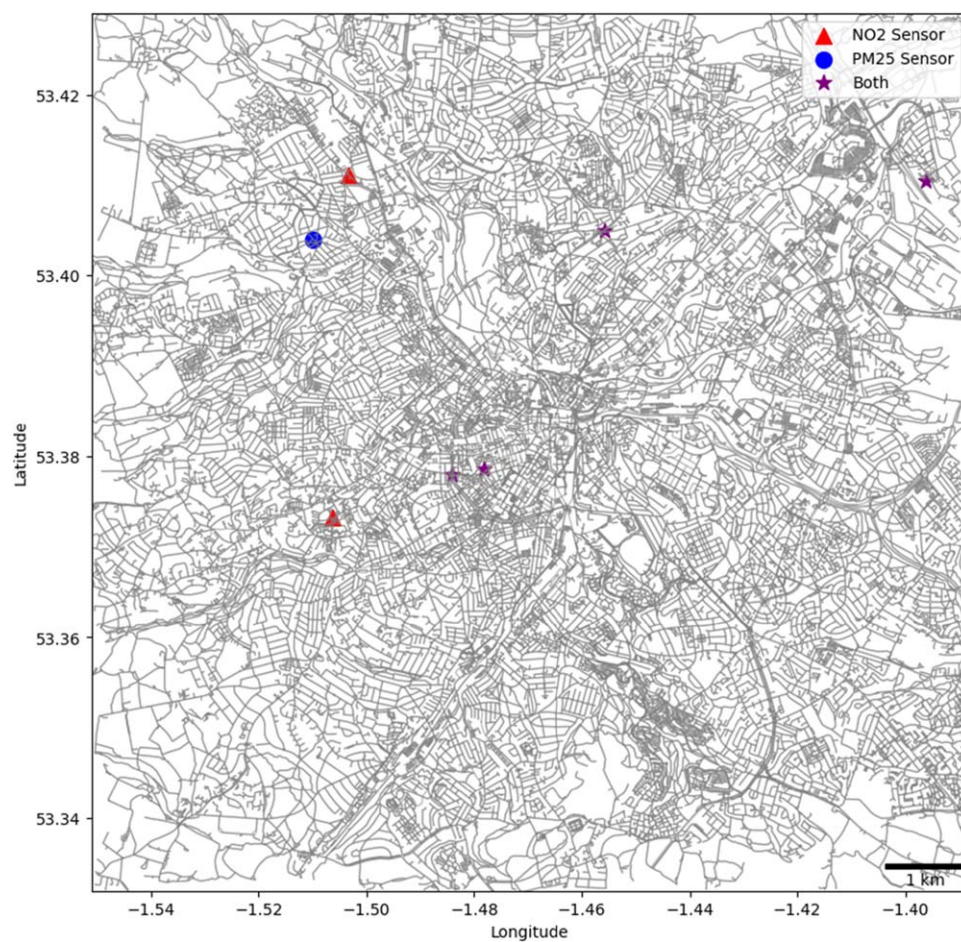 NO2 Sensor
PM25 Sensor
Both
53.42
53.40
53.38
53.36
53.34
Latitude
1 km
−1.54
−1.52
−1.50
−1.48
−1.46
−1.44
−1.42
−1.40
Longitude